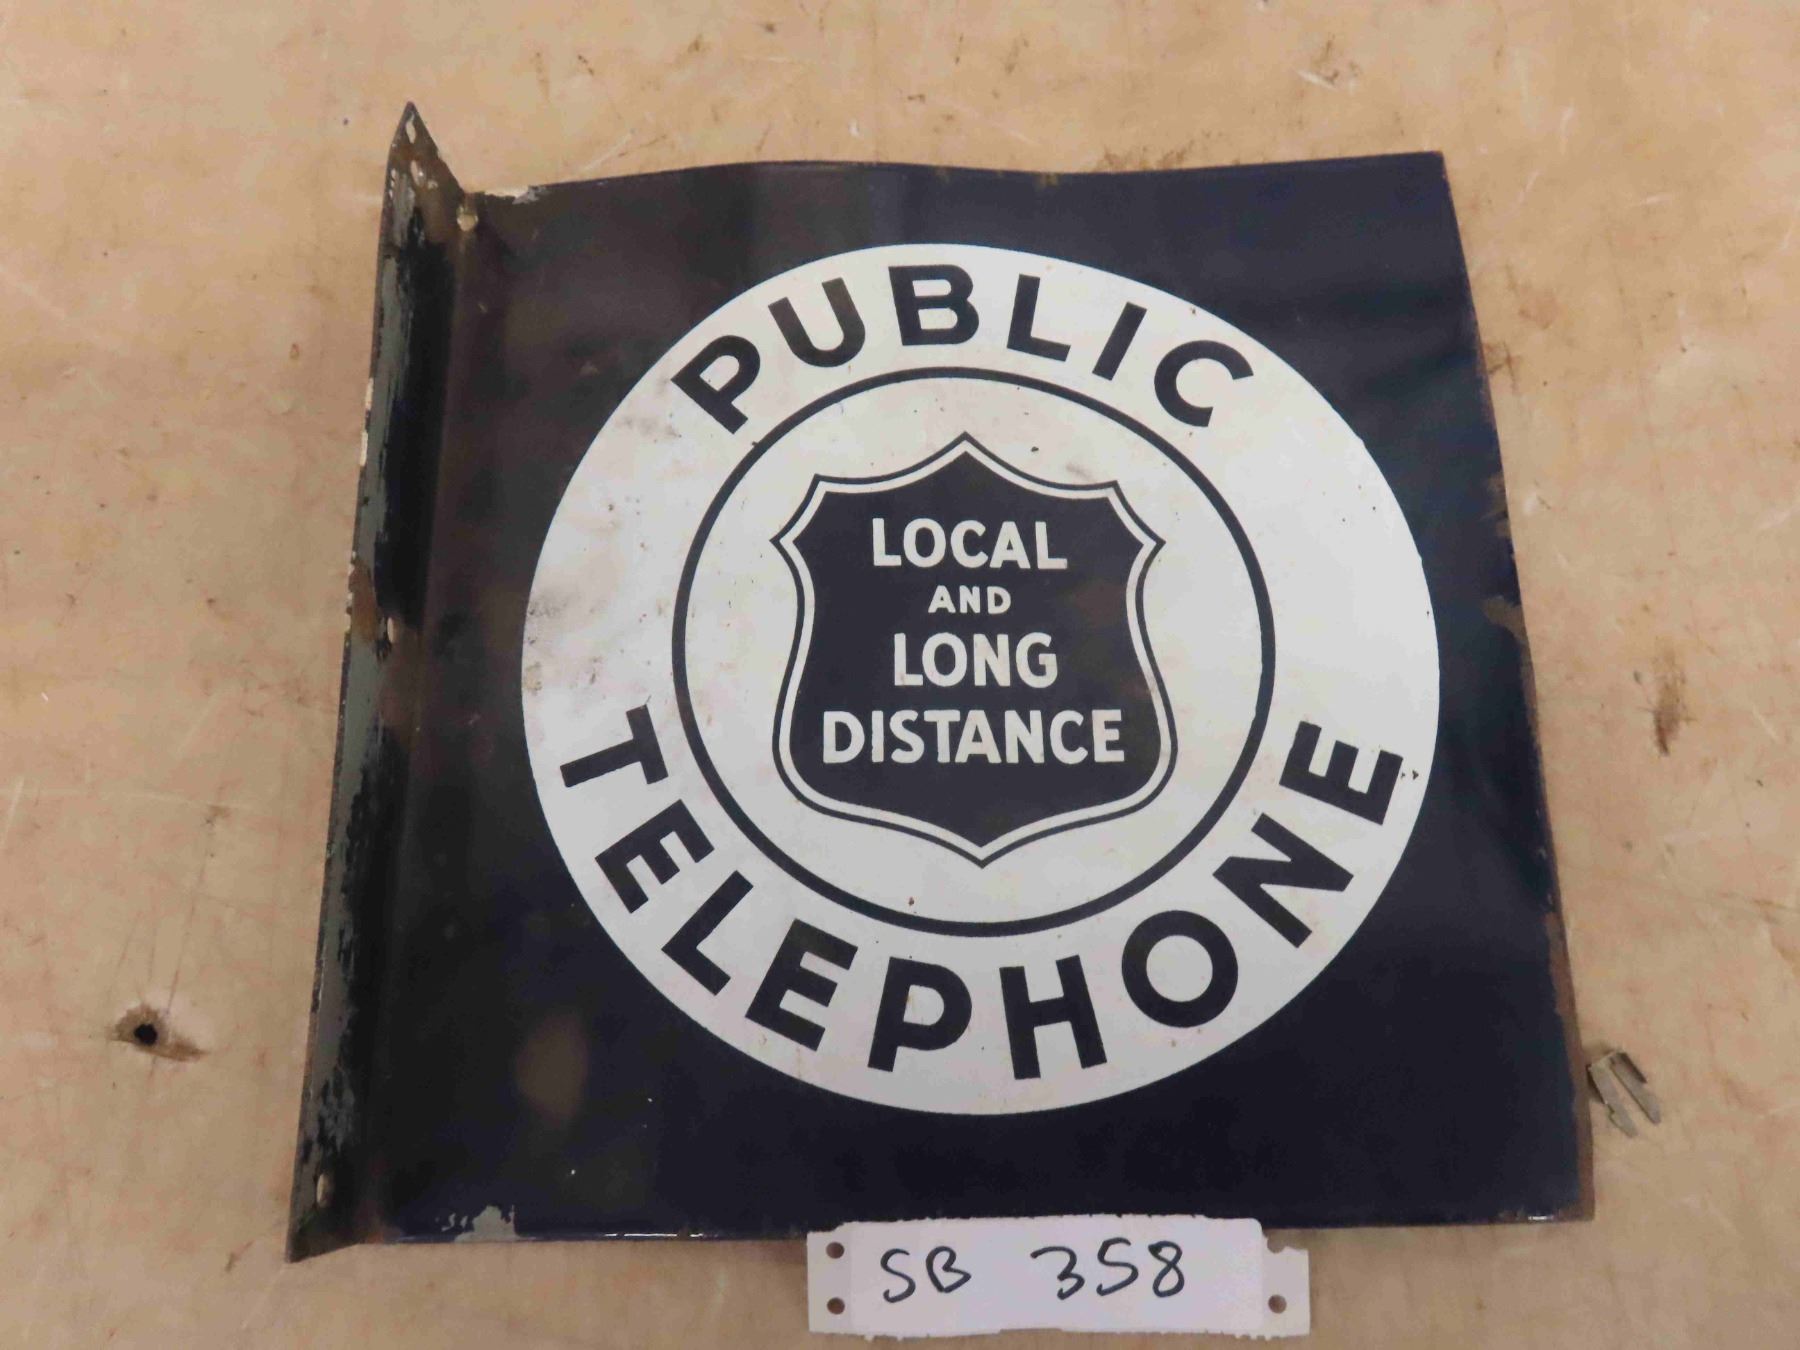 PUBLIC
LOCAL
AND
LONG
DISTANCE
TELEPHONE
SB 358